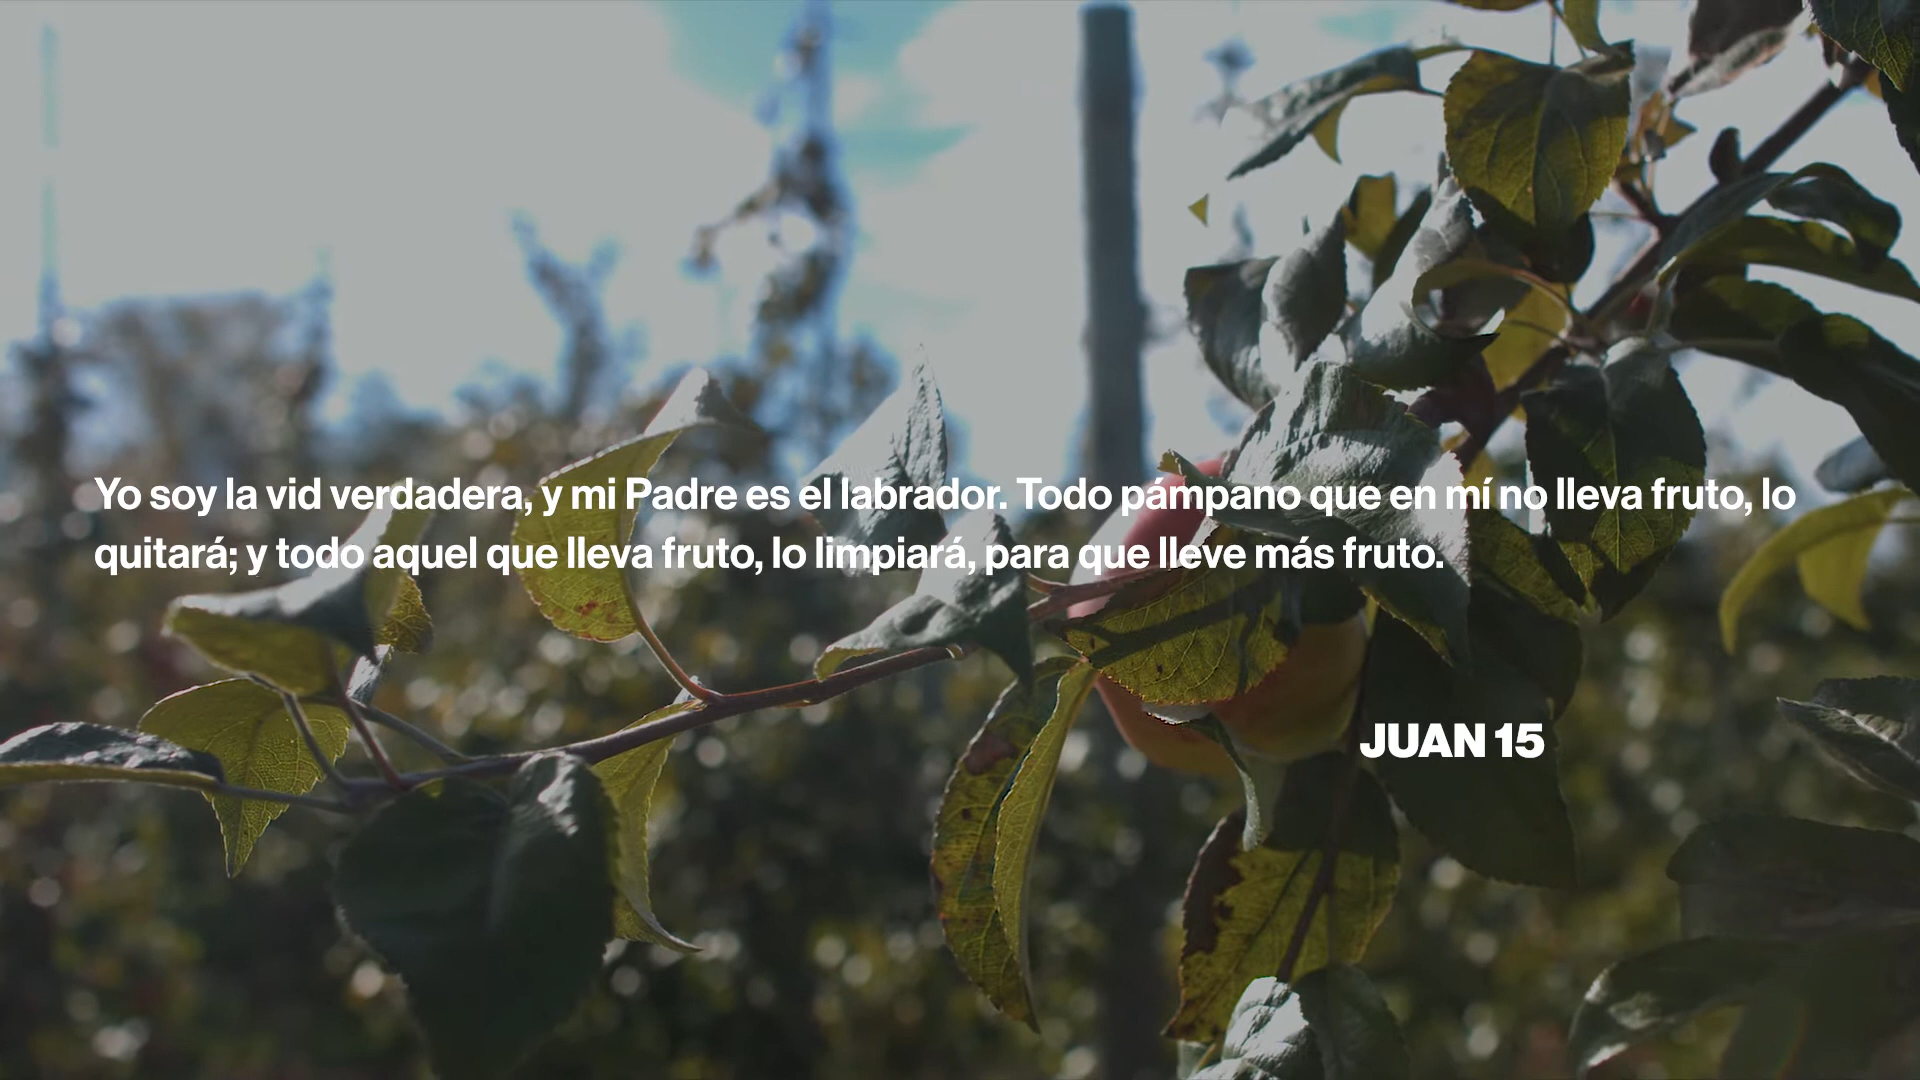 Yo soy la vid verdadera, y mi Padre es el labrador. Todo pámpano que en mí no lleva fruto, lo
quitará; y todo aquel que lleva fruto, lo limpiará, para que lleve más fruto.
JUAN 15